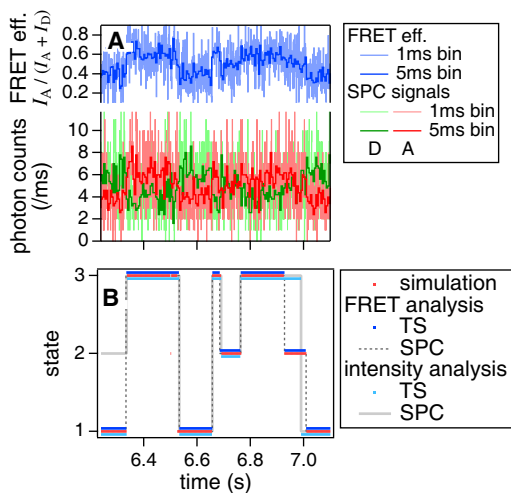 FRET eff.
I_A / (I_A + I_D)
0.8
0.6
0.4
0.2
A
FRET eff.
1ms bin
5ms bin
SPC signals
1ms bin
5ms bin
D A
photon counts
(/ms)
10
8
6
4
2
0
B
state
3
2
1
6.4 6.6 6.8 7.0
time (s)
simulation
FRET analysis
TS
SPC
intensity analysis
TS
SPC